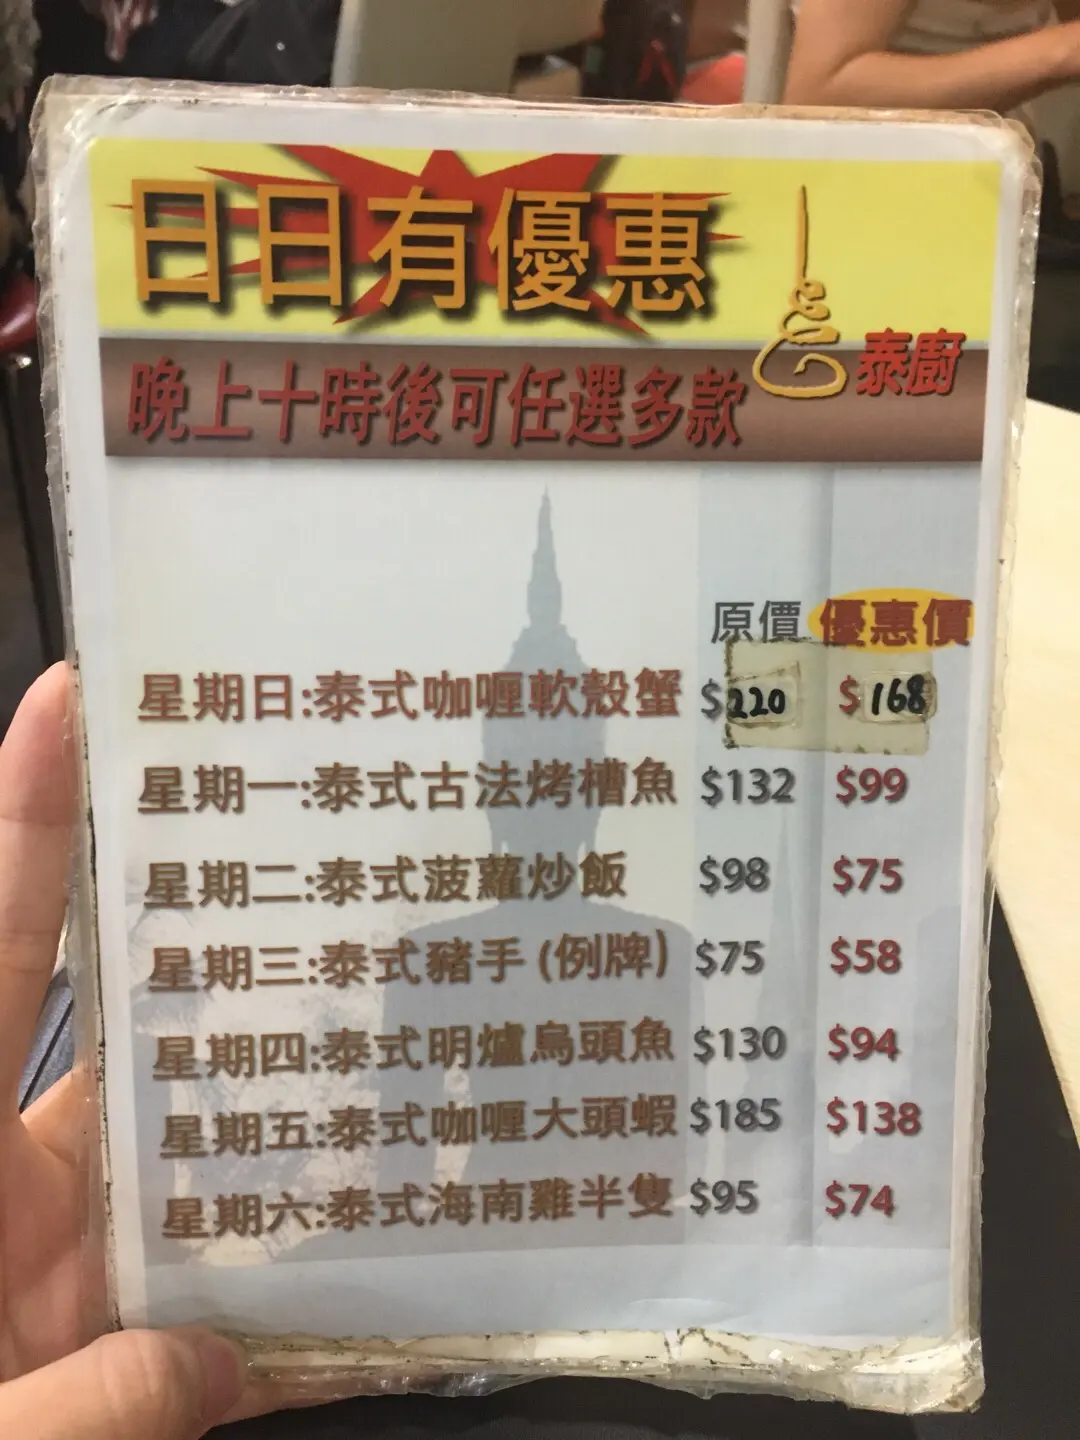 日日有優惠
泰廚
晚上十時後可任選多款
原價 優惠價
星期日:泰式咖喱軟殼蟹 $220 $168
星期一:泰式古法烤槽魚 $132 $99
星期二:泰式菠蘿炒飯 $98 $75
星期三:泰式豬手(例牌) $75 $58
星期四:泰式明爐烏頭魚 $130 $94
星期五:泰式咖喱大頭蝦 $185 $138
星期六:泰式海南雞半隻 $95 $74